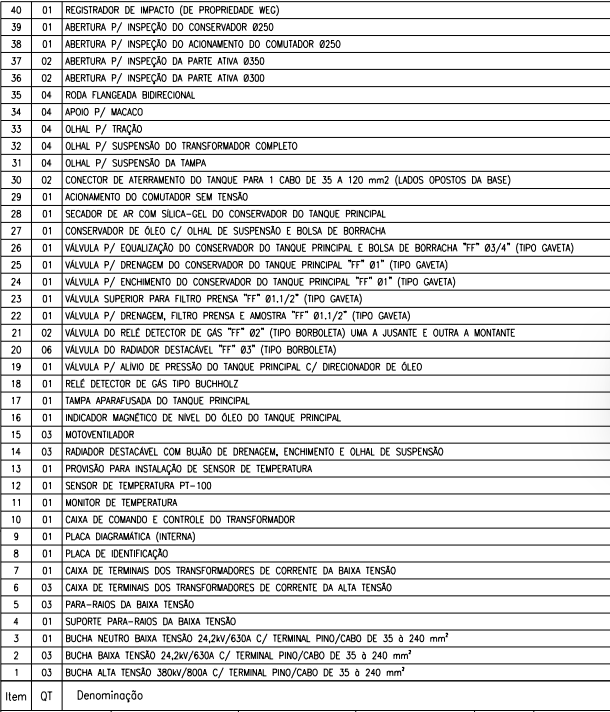 40 01 REGISTRADOR DE IMPACTO (DE PROPRIEDADE WEG)
39 01 ABERTURA P/ INSPEÇÃO DO CONSERVADOR Ø250
38 01 ABERTURA P/ INSPEÇÃO DO ACIONAMENTO DO COMUTADOR Ø250
37 02 ABERTURA P/ INSPEÇÃO DA PARTE ATIVA Ø350
36 02 ABERTURA P/ INSPEÇÃO DA PARTE ATIVA Ø300
35 04 RODA FLANGEADA BIDIRECIONAL
34 04 APOIO P/ MACACO
33 04 OLHAL P/ TRAÇÃO
32 04 OLHAL P/ SUSPENSÃO DO TRANSFORMADOR COMPLETO
31 04 OLHAL P/ SUSPENSÃO DA TAMPA
30 02 CONECTOR DE ATERRAMENTO DO TANQUE PARA 1 CABO DE 35 A 120 mm2 (LADOS OPOSTOS DA BASE)
29 01 ACIONAMENTO DO COMUTADOR SEM TENSÃO
28 01 SECADOR DE AR COM SÍLICA-GEL DO CONSERVADOR DO TANQUE PRINCIPAL
27 01 CONSERVADOR DE ÓLEO C/ OLHAL DE SUSPENSÃO E BOLSA DE BORRACHA
26 01 VÁLVULA P/ EQUALIZAÇÃO DO CONSERVADOR DO TANQUE PRINCIPAL E BOLSA DE BORRACHA "FF" Ø3/4" (TIPO GAVETA)
25 01 VÁLVULA P/ DRENAGEM DO CONSERVADOR DO TANQUE PRINCIPAL "FF" Ø1" (TIPO GAVETA)
24 01 VÁLVULA P/ ENCHIMENTO DO CONSERVADOR DO TANQUE PRINCIPAL "FF" Ø1" (TIPO GAVETA)
23 01 VÁLVULA SUPERIOR PARA FILTRO PRENSA "FF" Ø1.1/2" (TIPO GAVETA)
22 01 VÁLVULA P/ DRENAGEM, FILTRO PRENSA E AMOSTRA "FF" Ø1.1/2" (TIPO GAVETA)
21 02 VÁLVULA DO RELÉ DETECTOR DE GÁS "FF" Ø2" (TIPO BORBOLETA) UMA A JUSANTE E OUTRA A MONTANTE
20 06 VÁLVULA DO RADIADOR DESTACÁVEL "FF" Ø3" (TIPO BORBOLETA)
19 01 VÁLVULA P/ ALIVIO DE PRESSÃO DO TANQUE PRINCIPAL C/ DIRECIONADOR DE ÓLEO
18 01 RELÉ DETECTOR DE GÁS TIPO BUCHHOLZ
17 01 TAMPA APARAFUSADA DO TANQUE PRINCIPAL
16 01 INDICADOR MAGNÉTICO DE NÍVEL DO ÓLEO DO TANQUE PRINCIPAL
15 03 MOTOVENTILADOR
14 03 RADIADOR DESTACÁVEL COM BUJÃO DE DRENAGEM, ENCHIMENTO E OLHAL DE SUSPENSÃO
13 01 PROVISÃO PARA INSTALAÇÃO DE SENSOR DE TEMPERATURA
12 01 SENSOR DE TEMPERATURA PT-100
11 01 MONITOR DE TEMPERATURA
10 01 CAIXA DE COMANDO E CONTROLE DO TRANSFORMADOR
9 01 PLACA DIAGRAMÁTICA (INTERNA)
8 01 PLACA DE IDENTIFICAÇÃO
7 01 CAIXA DE TERMINAIS DOS TRANSFORMADORES DE CORRENTE DA BAIXA TENSÃO
6 03 CAIXA DE TERMINAIS DOS TRANSFORMADORES DE CORRENTE DA ALTA TENSÃO
5 03 PARA-RAIOS DA BAIXA TENSÃO
4 01 SUPORTE PARA-RAIOS DA BAIXA TENSÃO
3 01 BUCHA NEUTRO BAIXA TENSÃO 24,2kV/630A C/ TERMINAL PINO/CABO DE 35 à 240 mm²
2 03 BUCHA BAIXA TENSÃO 24,2kV/630A C/ TERMINAL PINO/CABO DE 35 à 240 mm²
1 03 BUCHA ALTA TENSÃO 380kV/800A C/ TERMINAL PINO/CABO DE 35 à 240 mm²
Item QT Denominação